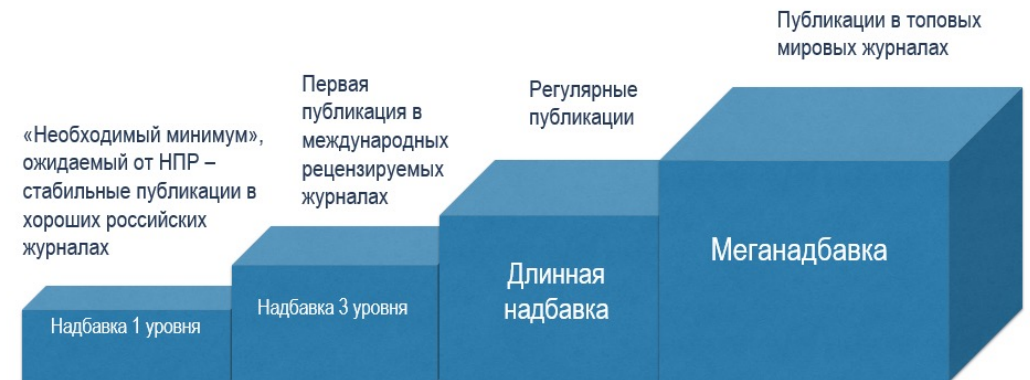 «Необходимый минимум»,
ожидаемый от НПР –
стабильные публикации в
хороших российских
журналах
Надбавка 1 уровня
Первая
публикация в
международных
рецензируемых
журналах
Надбавка 3 уровня
Регулярные
публикации
Длинная
надбавка
Публикации в топовых
мировых журналах
Меганадбавка